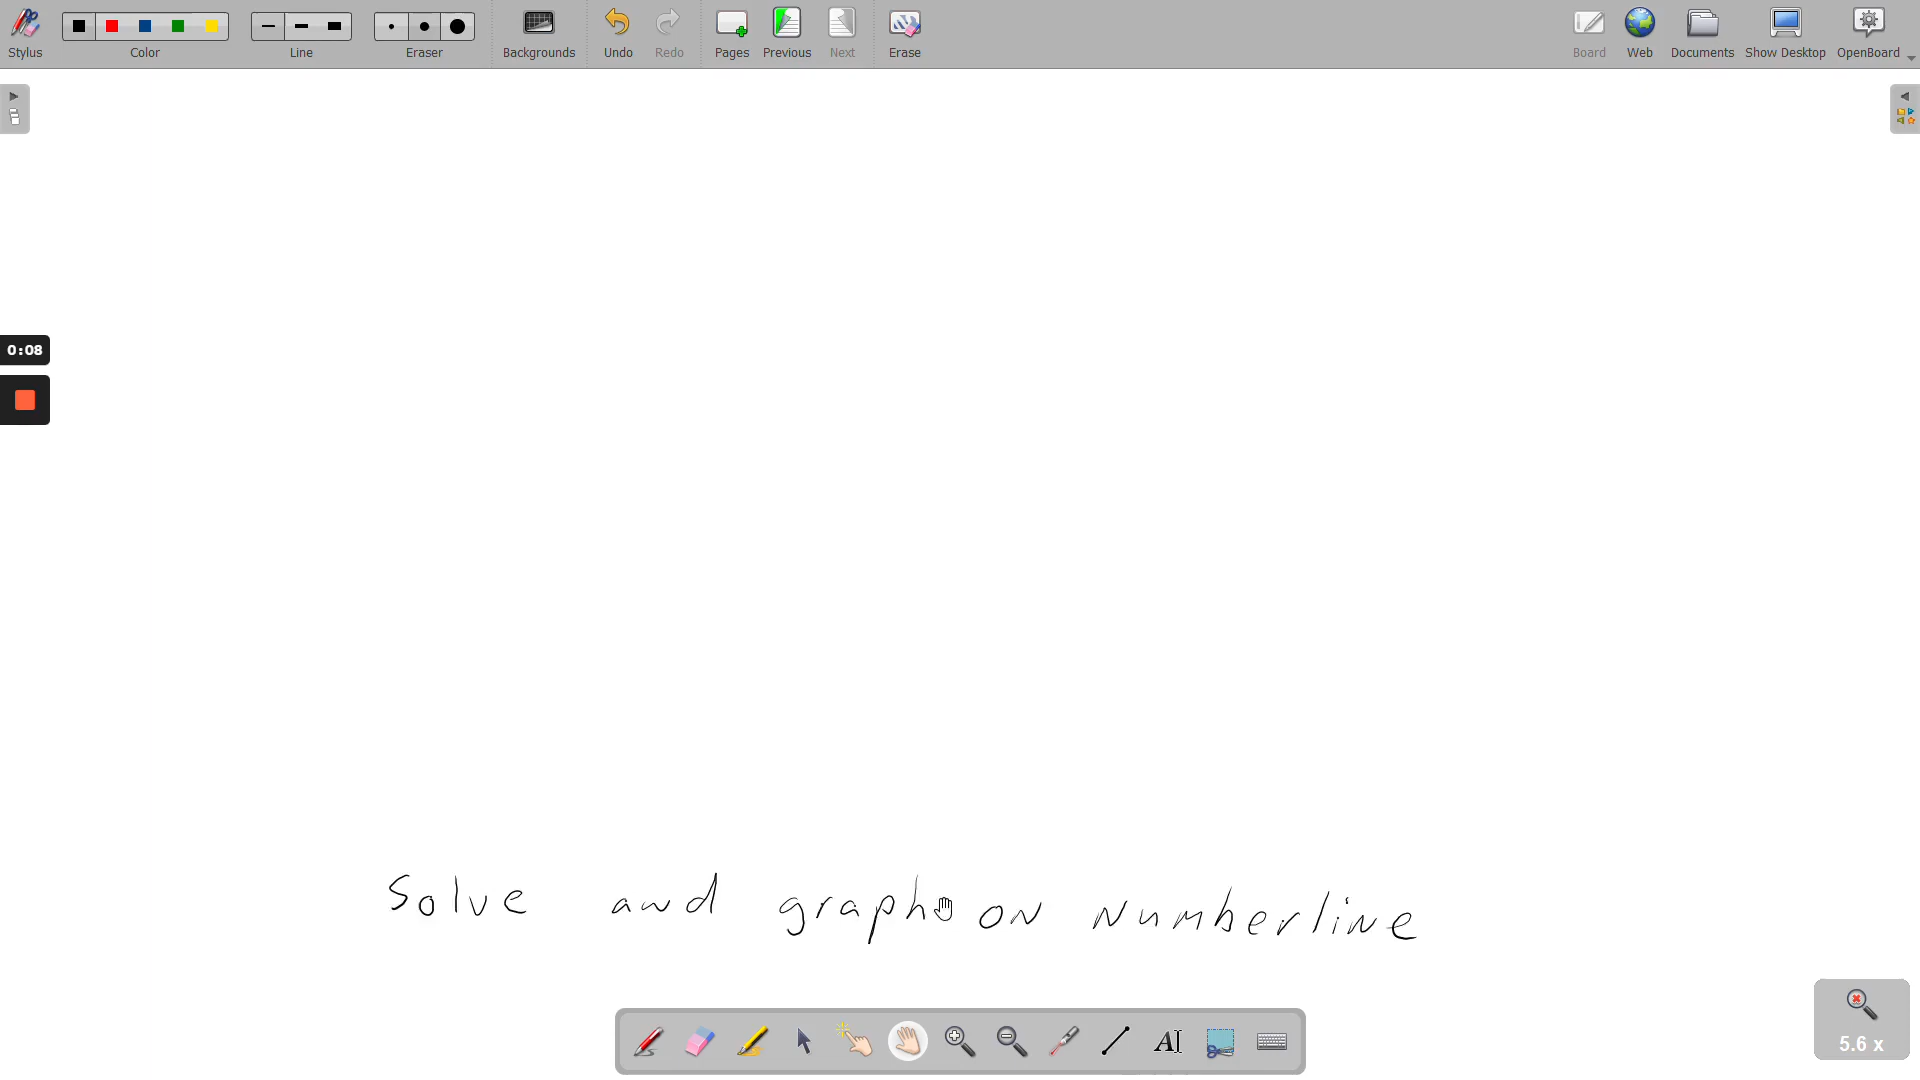 Stylus Color Line Eraser Backgrounds Undo Redo Pages Previous Next Erase Board Web Documents Show Desktop OpenBoard
0:08
Solve and graph on Numberline
5.6 x